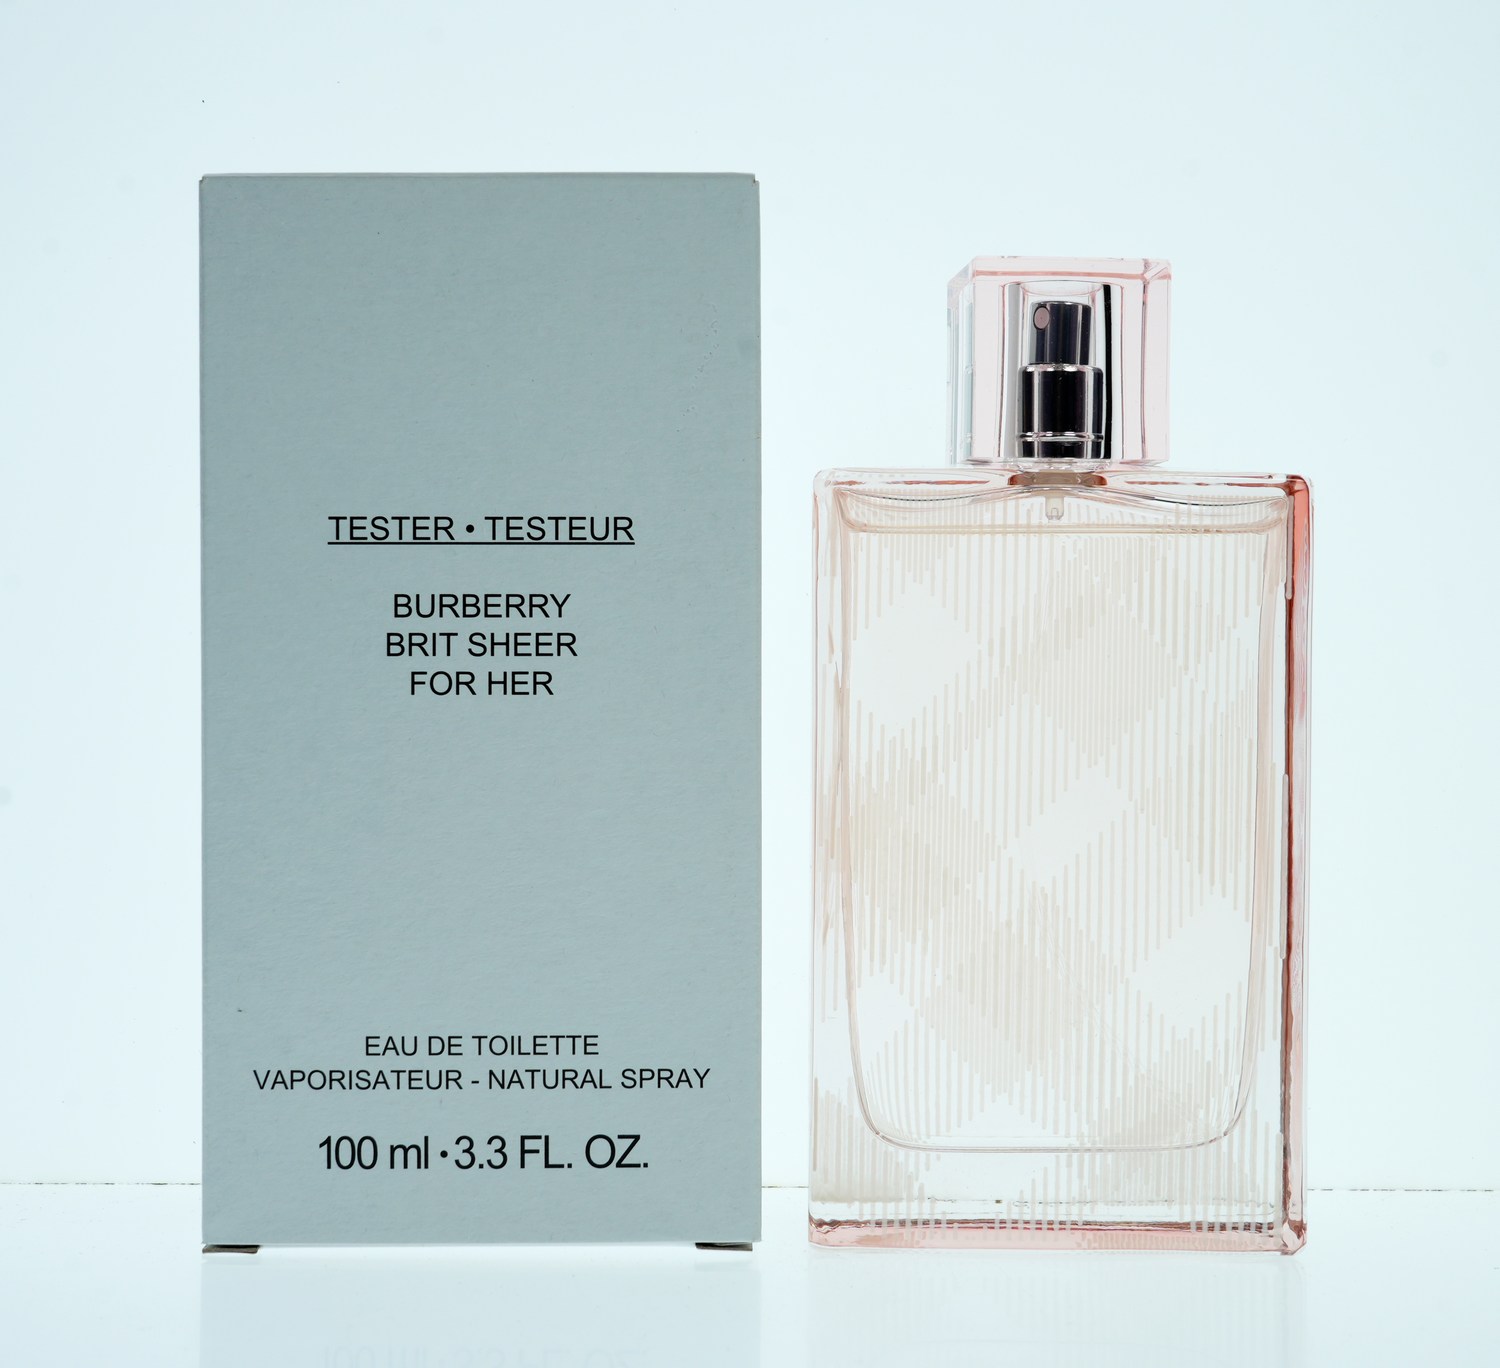 TESTER • TESTEUR
BURBERRY
BRIT SHEER
FOR HER
EAU DE TOILETTE
VAPORISATEUR - NATURAL SPRAY
100 ml • 3.3 FL. OZ.